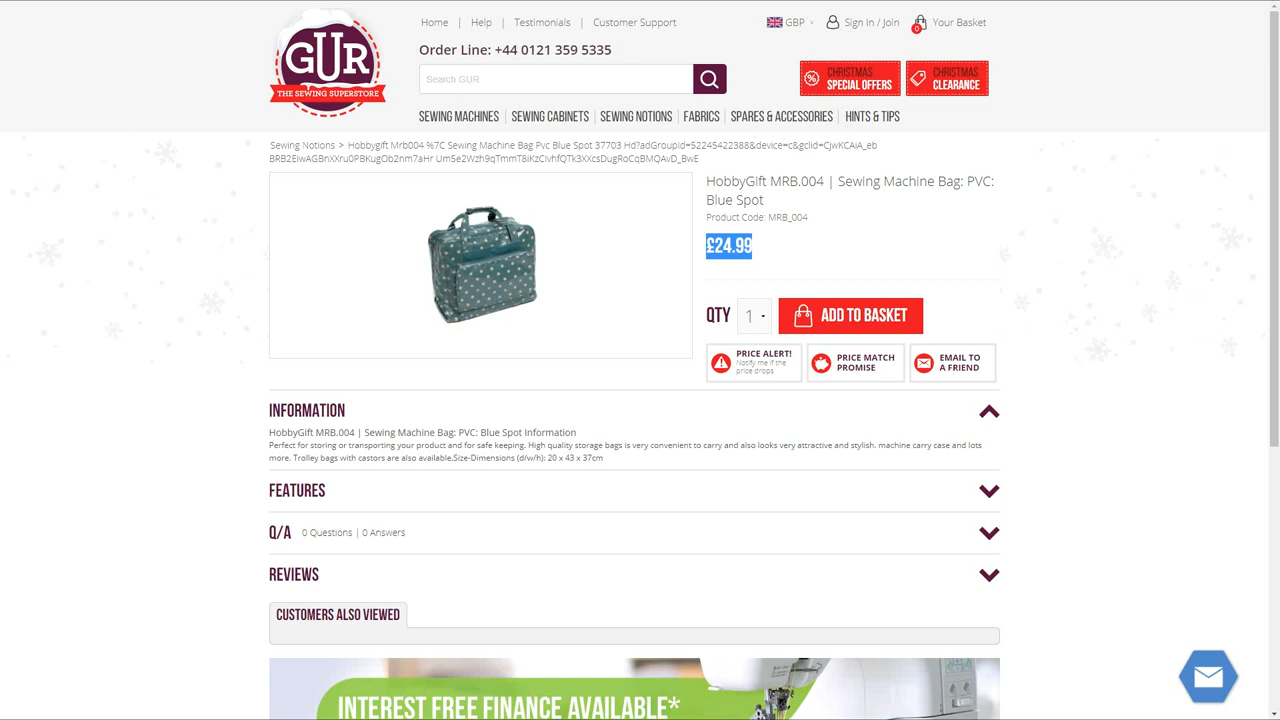 Home | Help | Testimonials | Customer Support
GBP Sign In / Join 0 Your Basket
GUR
THE SEWING SUPERSTORE
Order Line: +44 0121 359 5335
Search GUR
CHRISTMAS
SPECIAL OFFERS
CHRISTMAS
CLEARANCE
SEWING MACHINES | SEWING CABINETS | SEWING NOTIONS | FABRICS | SPARES & ACCESSORIES | HINTS & TIPS
Sewing Notions > Hobbygift Mrb004 %7C Sewing Machine Bag Pvc Blue Spot 37703 Hd?adGroupid=52245422388&device=c&gclid=CjwKCAiA_eb
BRB2EiwAGBnXXru0PBKugOb2nm7aHr Um5e2Wzh9qTmmT8iKzCIvhfQTk3XXcsDugRoCqBMQAvD_BwE
HobbyGift MRB.004 | Sewing Machine Bag: PVC:
Blue Spot
Product Code: MRB_004
£24.99
QTY 1 ADD TO BASKET
PRICE ALERT!
Notify me if the
price drops
PRICE MATCH
PROMISE
EMAIL TO
A FRIEND
INFORMATION
HobbyGift MRB.004 | Sewing Machine Bag: PVC: Blue Spot Information
Perfect for storing or transporting your product and for safe keeping. High quality storage bags is very convenient to carry and also looks very attractive and stylish. machine carry case and lots
more. Trolley bags with castors are also available.Size-Dimensions (d/w/h): 20 x 43 x 37cm
FEATURES
Q/A 0 Questions | 0 Answers
REVIEWS
CUSTOMERS ALSO VIEWED
INTEREST FREE FINANCE AVAILABLE*